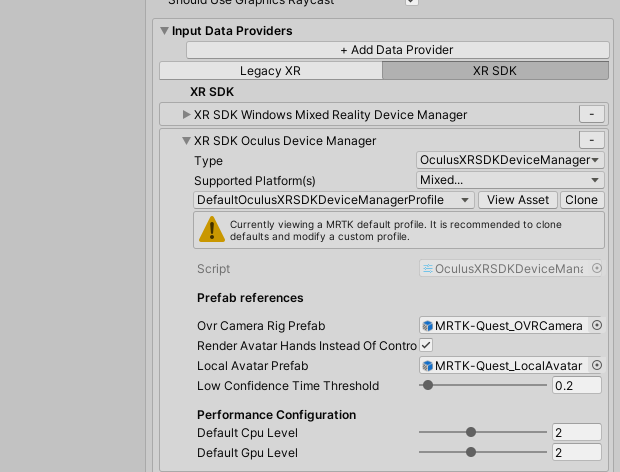 Should Use Graphics Raycast
Input Data Providers
+ Add Data Provider
Legacy XR
XR SDK
XR SDK
XR SDK Windows Mixed Reality Device Manager
-
XR SDK Oculus Device Manager
-
Type
OculusXRSDKDeviceManager
Supported Platform(s)
Mixed...
DefaultOculusXRSDKDeviceManagerProfile
View Asset
Clone
Currently viewing a MRTK default profile. It is recommended to clone
defaults and modify a custom profile.
Script
OculusXRSDKDeviceMana
Prefab references
Ovr Camera Rig Prefab
MRTK-Quest_OVRCamera
Render Avatar Hands Instead Of Contro
Local Avatar Prefab
MRTK-Quest_LocalAvatar
Low Confidence Time Threshold
0.2
Performance Configuration
Default Cpu Level
2
Default Gpu Level
2